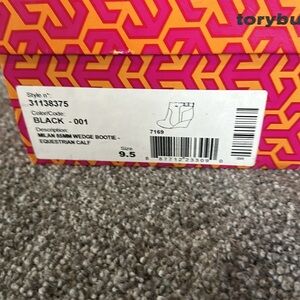 torybu
Style n°:
31138375
Color/Code:
BLACK - 001
Description:
MILAN 85MM WEDGE BOOTIE -
EQUESTRIAN CALF
Size
9.5
7169